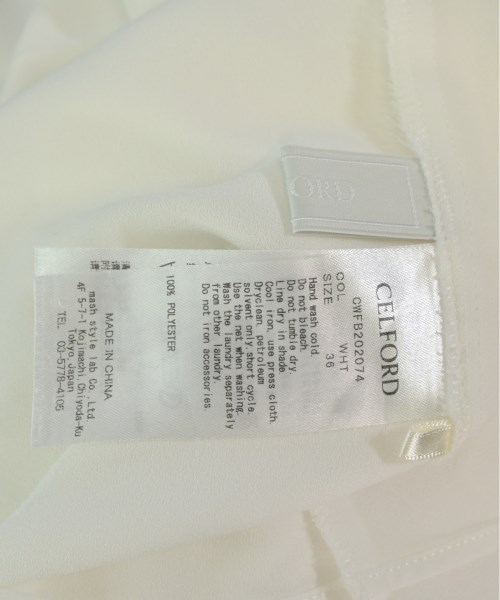 ORD
CELFORD
CWFB202074
COL WHT
SIZE 36
Hand wash cold.
Do not bleach.
Do not tumble dry.
Line dry in shade
Cool iron, use press cloth.
Dryclean, petroleum
solvent only, short cycle.
Use the net when washing.
Wash the laundry separately
from other laundry.
Do not iron accessories.
100% POLYESTER
MADE IN CHINA
mash style lab Co.,Ltd.
4F 5-7-1 Kojimachi,Chiyoda-Ku
Tokyo Japan
TEL. 03-5778-4105